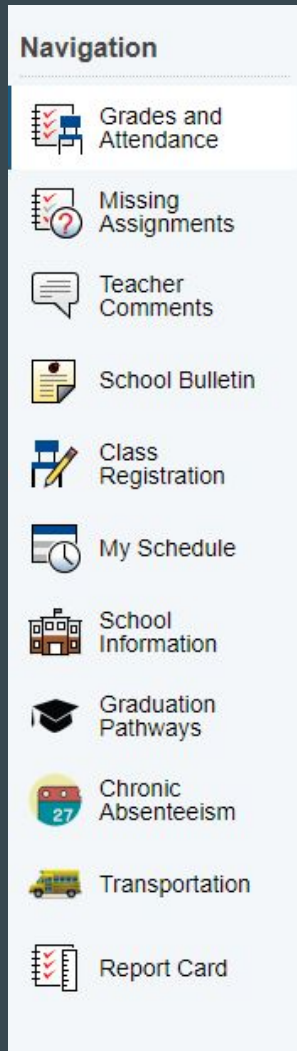 Navigation
Grades and
Attendance
Missing
Assignments
Teacher
Comments
School Bulletin
Class
Registration
My Schedule
School
Information
Graduation
Pathways
Chronic
Absenteeism
27
Transportation
Report Card